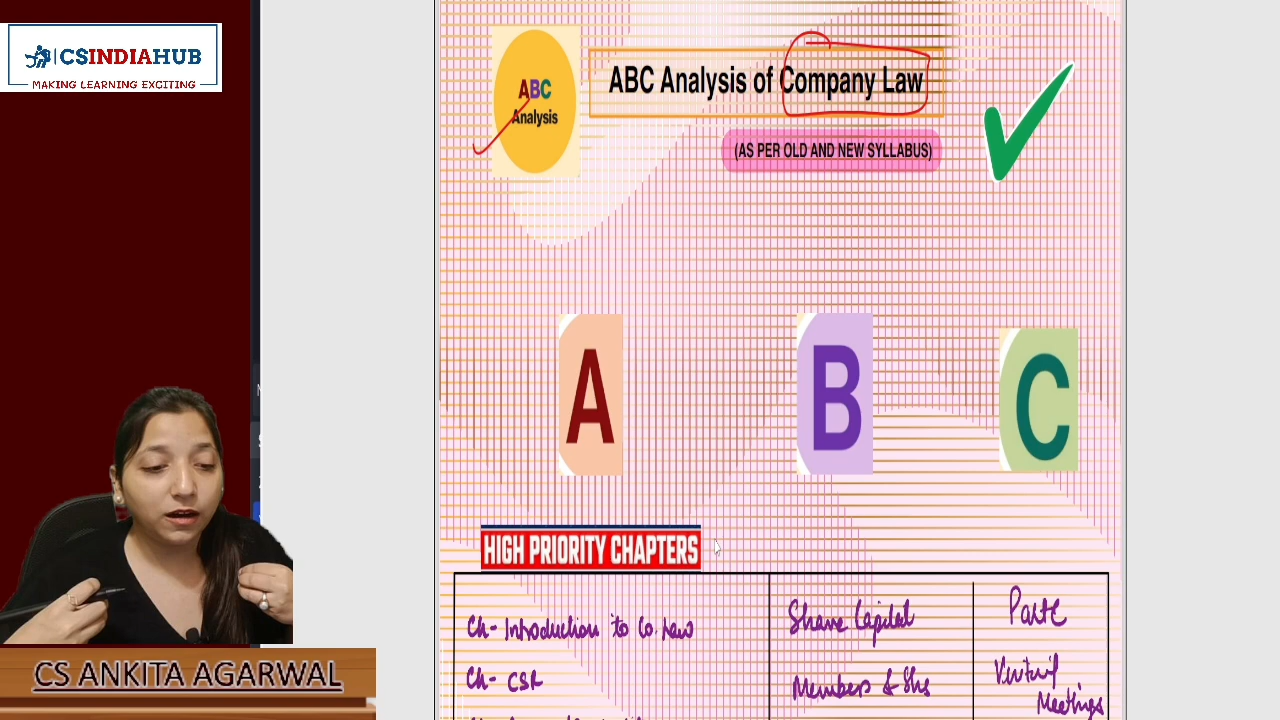 CSINDIAHUB
MAKING LEARNING EXCITING
ABC
Analysis
ABC Analysis of Company Law
(AS PER OLD AND NEW SYLLABUS)
A
B
C
HIGH PRIORITY CHAPTERS
Ch- Introduction to Co. Law
Share Capital
Part C
Ch- CSR
Members & Shs
Virtual
Meetings
CS ANKITA AGARWAL